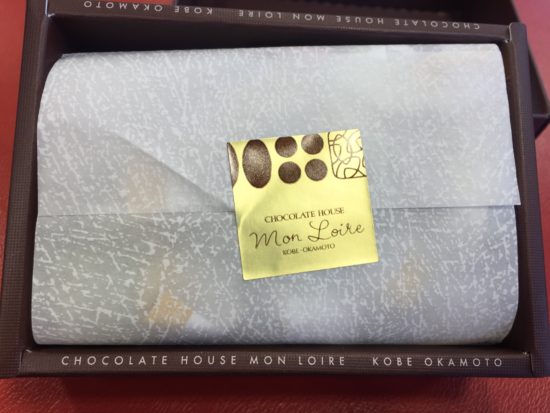 CHOCOLATE HOUSE MON LOIRE KOBE OKAMOTO
CHOCOLATE HOUSE
Mon Loire
KOBE-OKAMOTO
CHOCOLATE HOUSE MON LOIRE KOBE OKAMOTO